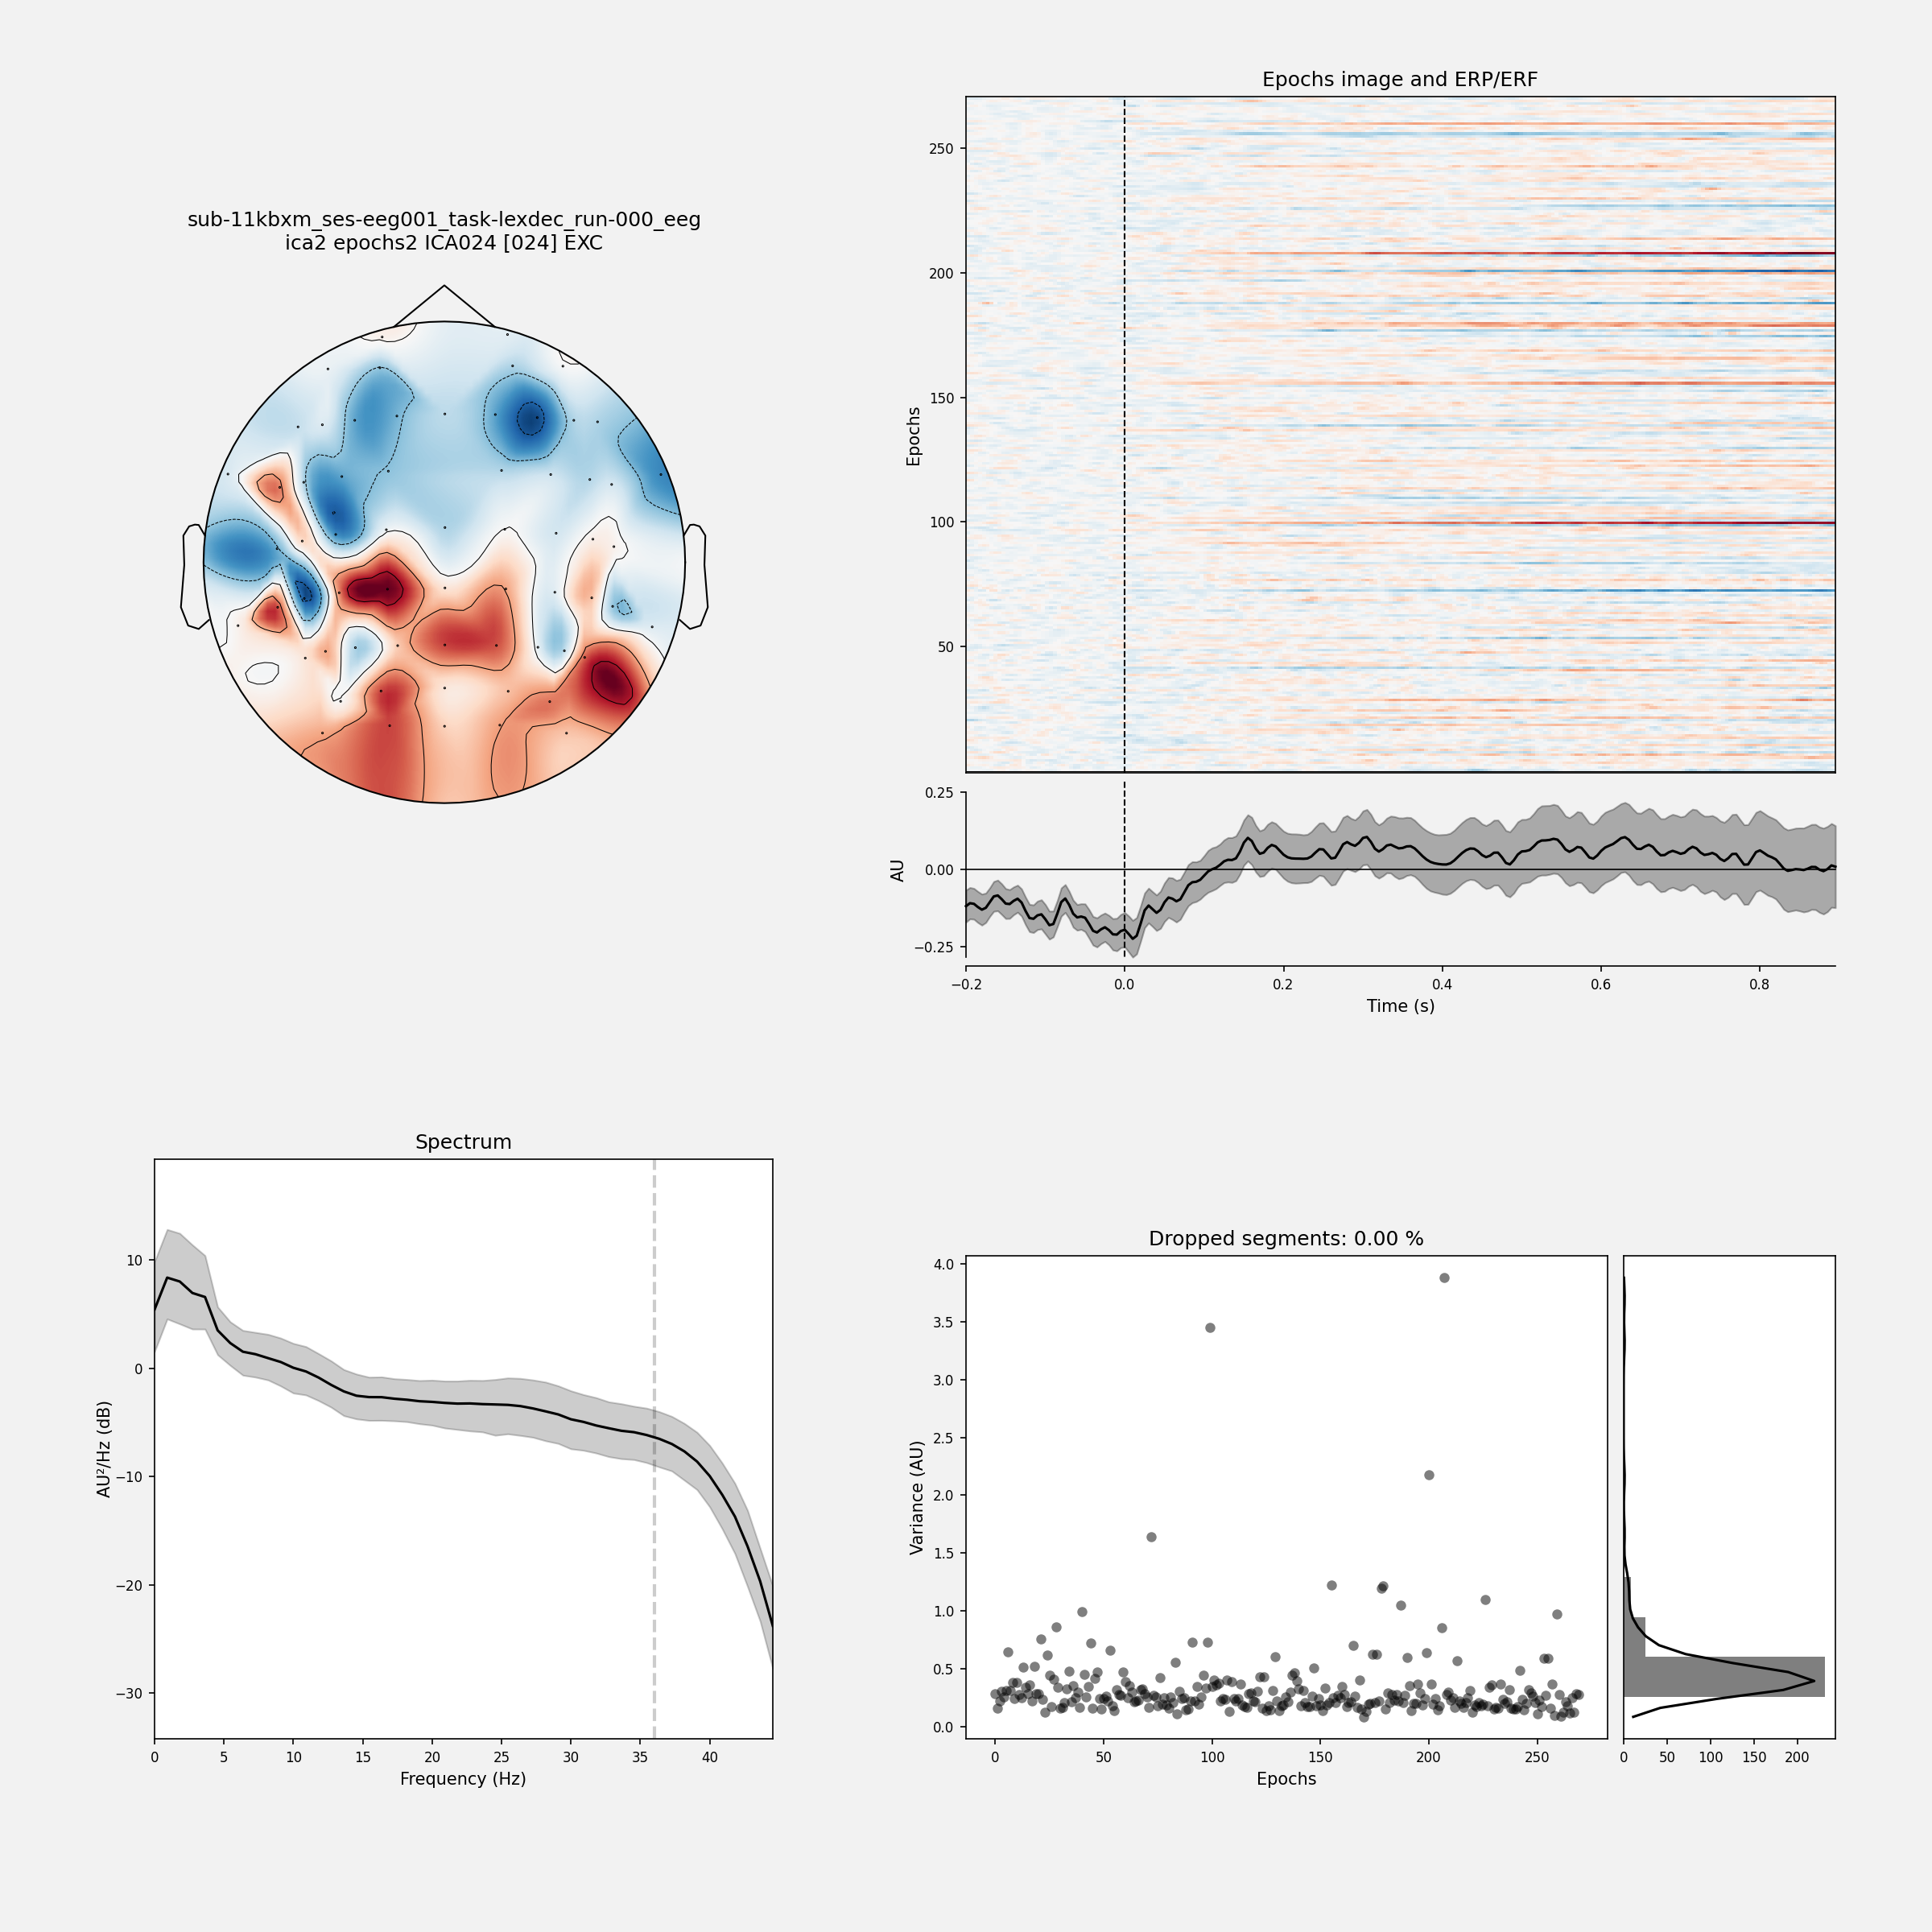 sub-11kbxm_ses-eeg001_task-lexdec_run-000_eeg
ica2 epochs2 ICA024 [024] EXC
Epochs image and ERP/ERF
250
200
150
100
50
Epochs
0.25
0.00
−0.25
AU
−0.2 0.0 0.2 0.4 0.6 0.8
Time (s)
Spectrum
10
0
−10
−20
−30
AU²/Hz (dB)
0 5 10 15 20 25 30 35 40
Frequency (Hz)
Dropped segments: 0.00 %
4.0
3.5
3.0
2.5
2.0
1.5
1.0
0.5
0.0
Variance (AU)
0 50 100 150 200 250
Epochs
0 50 100 150 200